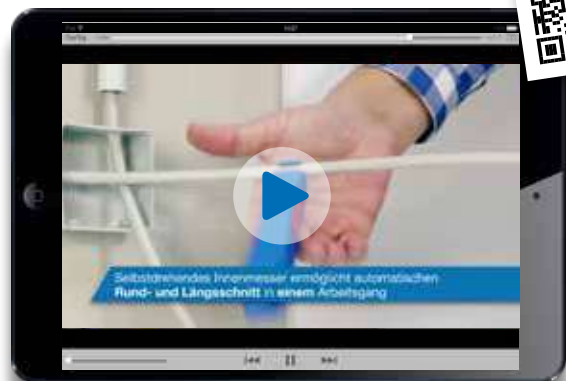 Selbstdrehendes Innenmesser ermöglicht automatischen
Rund- und Längsschnitt in einem Arbeitsgang